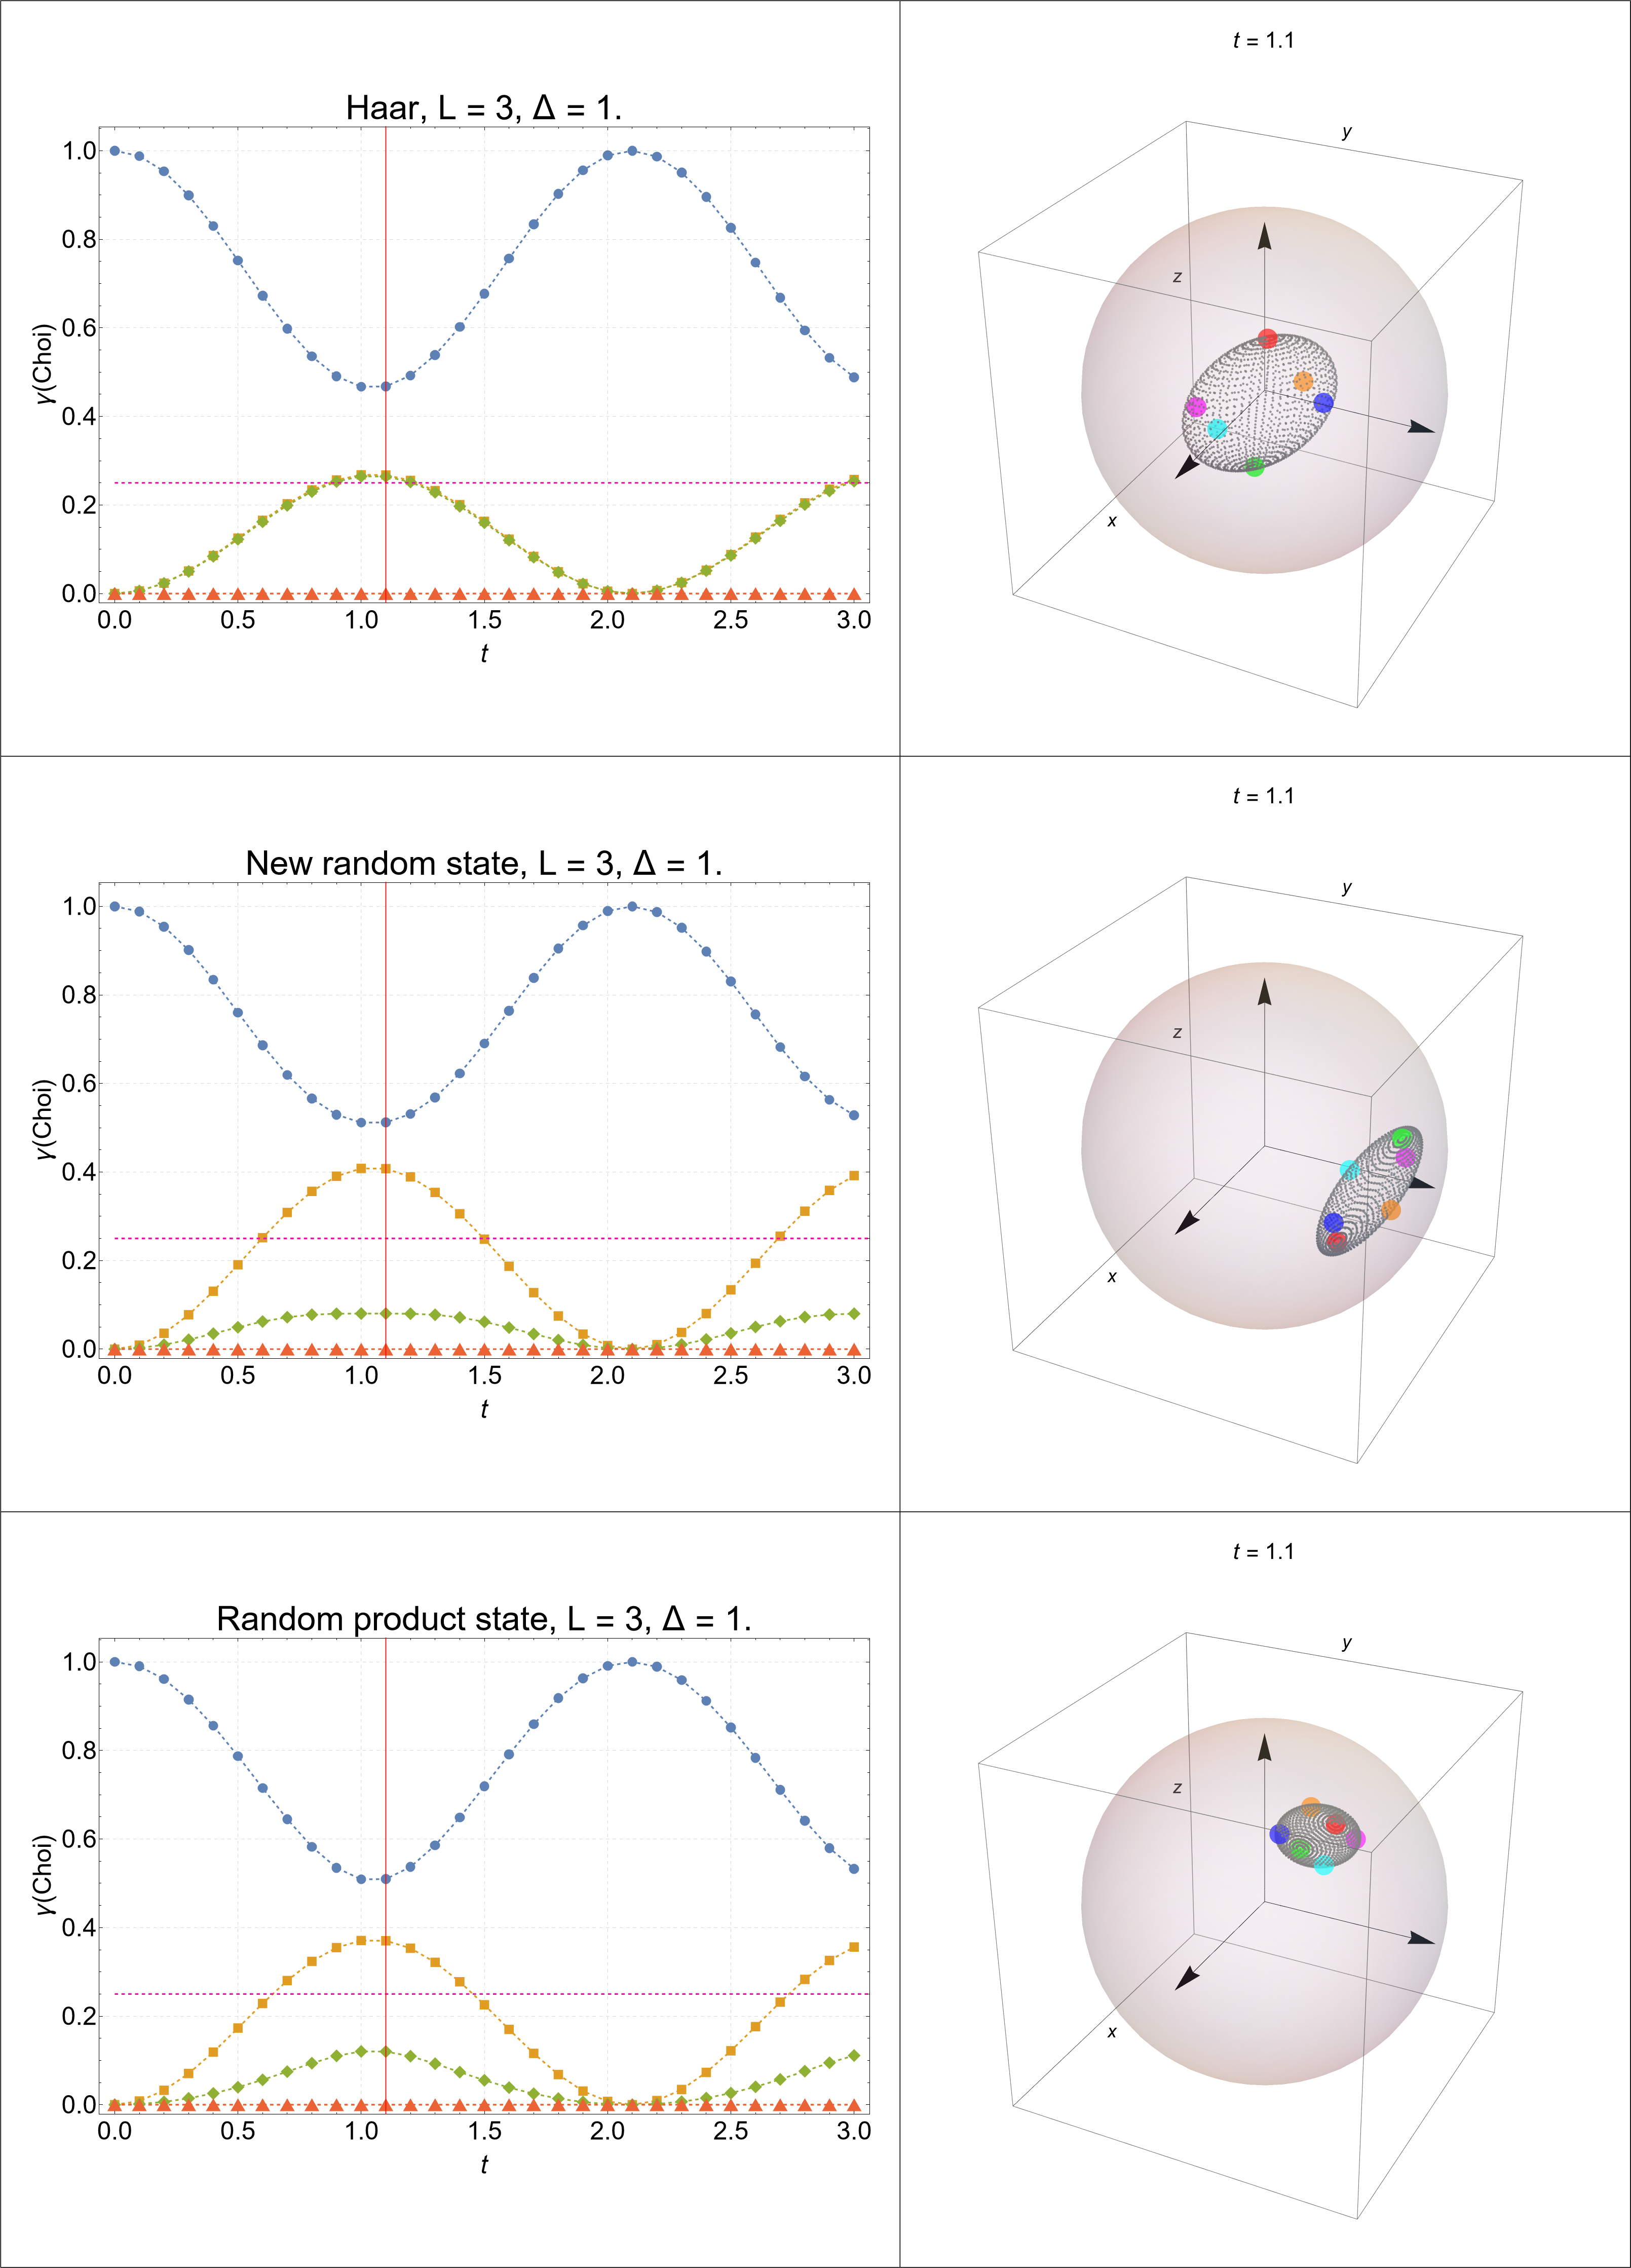 Haar, L = 3, Δ = 1.
γ(Choi)
1.0
0.8
0.6
0.4
0.2
0.0
0.0 0.5 1.0 1.5 2.0 2.5 3.0
t
t = 1.1
y
z
x
New random state, L = 3, Δ = 1.
γ(Choi)
1.0
0.8
0.6
0.4
0.2
0.0
0.0 0.5 1.0 1.5 2.0 2.5 3.0
t
t = 1.1
y
z
x
Random product state, L = 3, Δ = 1.
γ(Choi)
1.0
0.8
0.6
0.4
0.2
0.0
0.0 0.5 1.0 1.5 2.0 2.5 3.0
t
t = 1.1
y
z
x